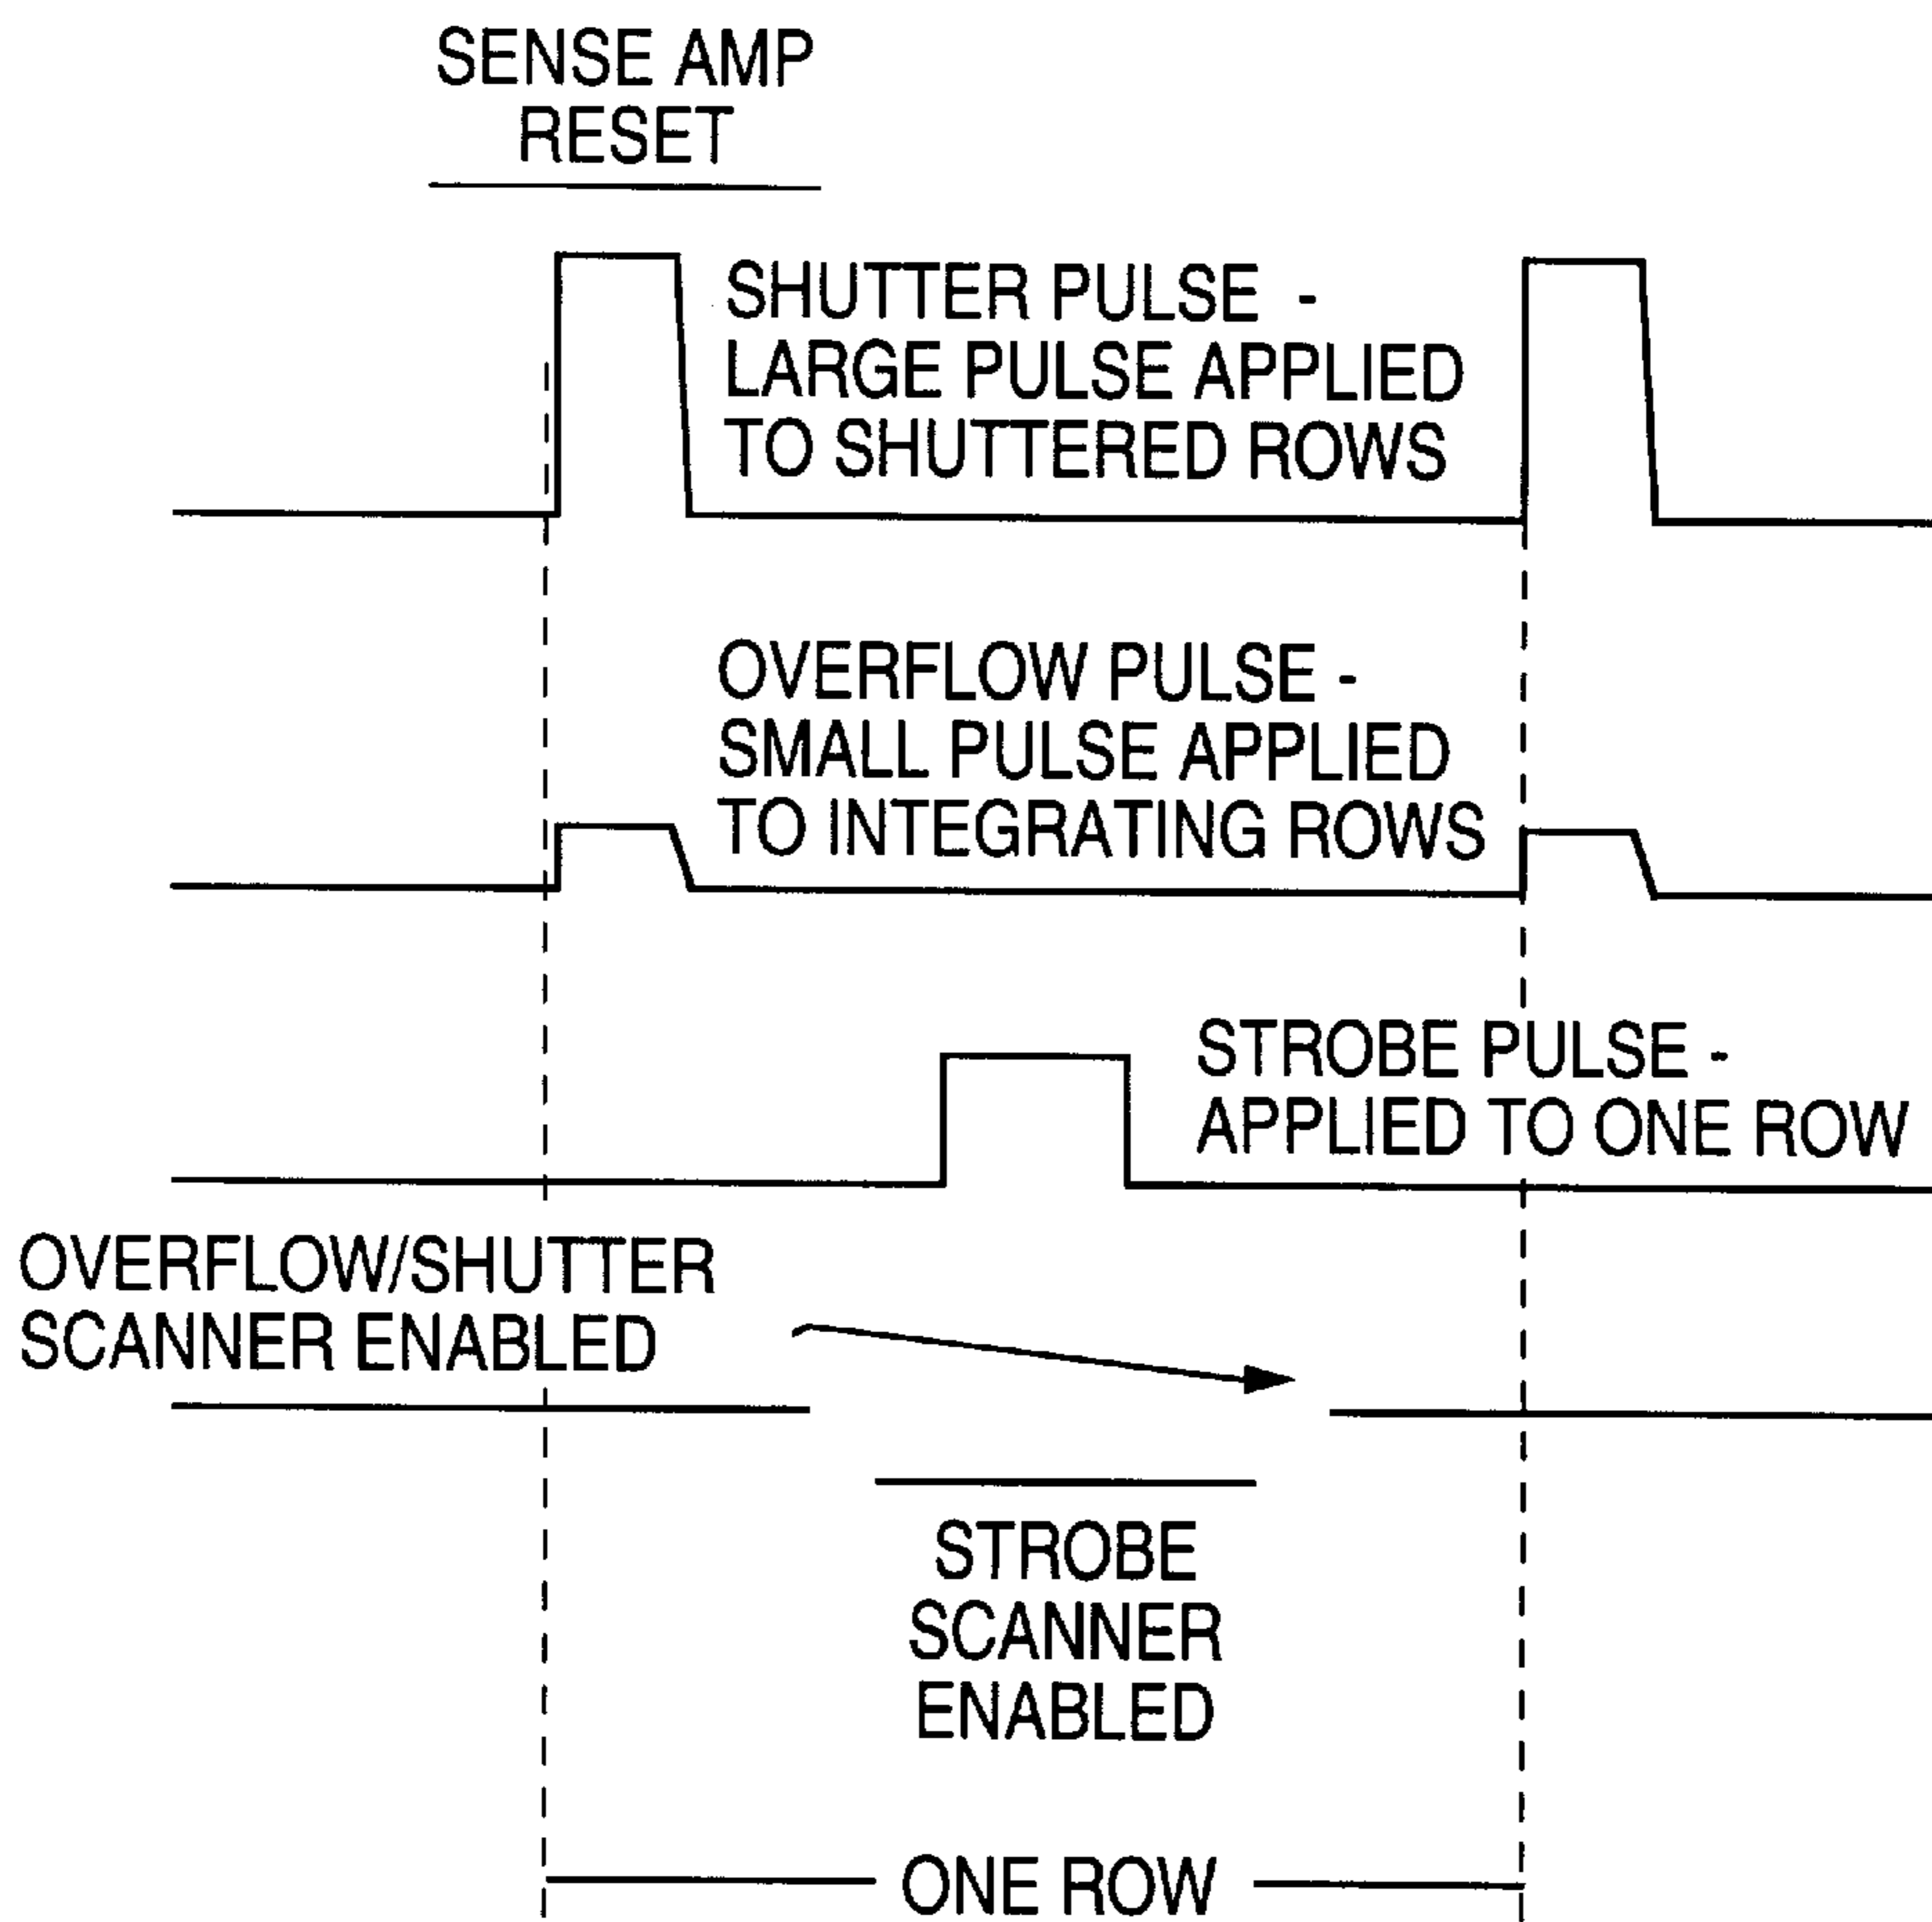 SENSE AMP
RESET
SHUTTER PULSE -
LARGE PULSE APPLIED
TO SHUTTERED ROWS
OVERFLOW PULSE -
SMALL PULSE APPLIED
TO INTEGRATING ROWS
STROBE PULSE -
APPLIED TO ONE ROW
OVERFLOW/SHUTTER
SCANNER ENABLED
STROBE
SCANNER
ENABLED
ONE ROW